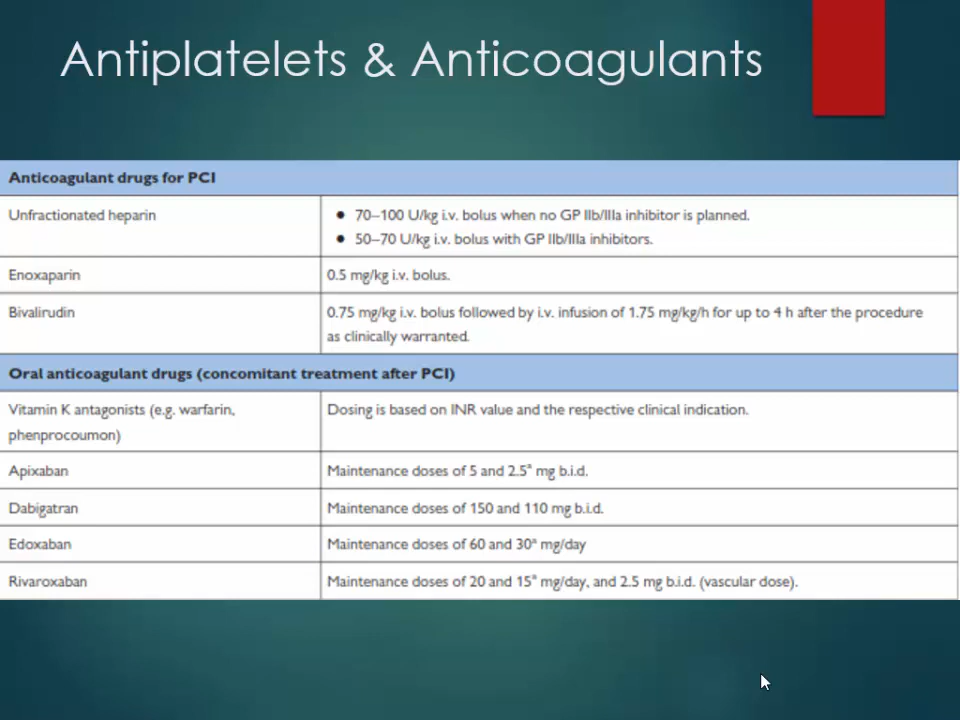 Antiplatelets & Anticoagulants
Anticoagulant drugs for PCI
Unfractionated heparin
● 70–100 U/kg i.v. bolus when no GP IIb/IIIa inhibitor is planned.
● 50–70 U/kg i.v. bolus with GP IIb/IIIa inhibitors.
Enoxaparin
0.5 mg/kg i.v. bolus.
Bivalirudin
0.75 mg/kg i.v. bolus followed by i.v. infusion of 1.75 mg/kg/h for up to 4 h after the procedure
as clinically warranted.
Oral anticoagulant drugs (concomitant treatment after PCI)
Vitamin K antagonists (e.g. warfarin,
phenprocoumon)
Dosing is based on INR value and the respective clinical indication.
Apixaban
Maintenance doses of 5 and 2.5ᵃ mg b.i.d.
Dabigatran
Maintenance doses of 150 and 110 mg b.i.d.
Edoxaban
Maintenance doses of 60 and 30ᵃ mg/day
Rivaroxaban
Maintenance doses of 20 and 15ᵃ mg/day, and 2.5 mg b.i.d. (vascular dose).